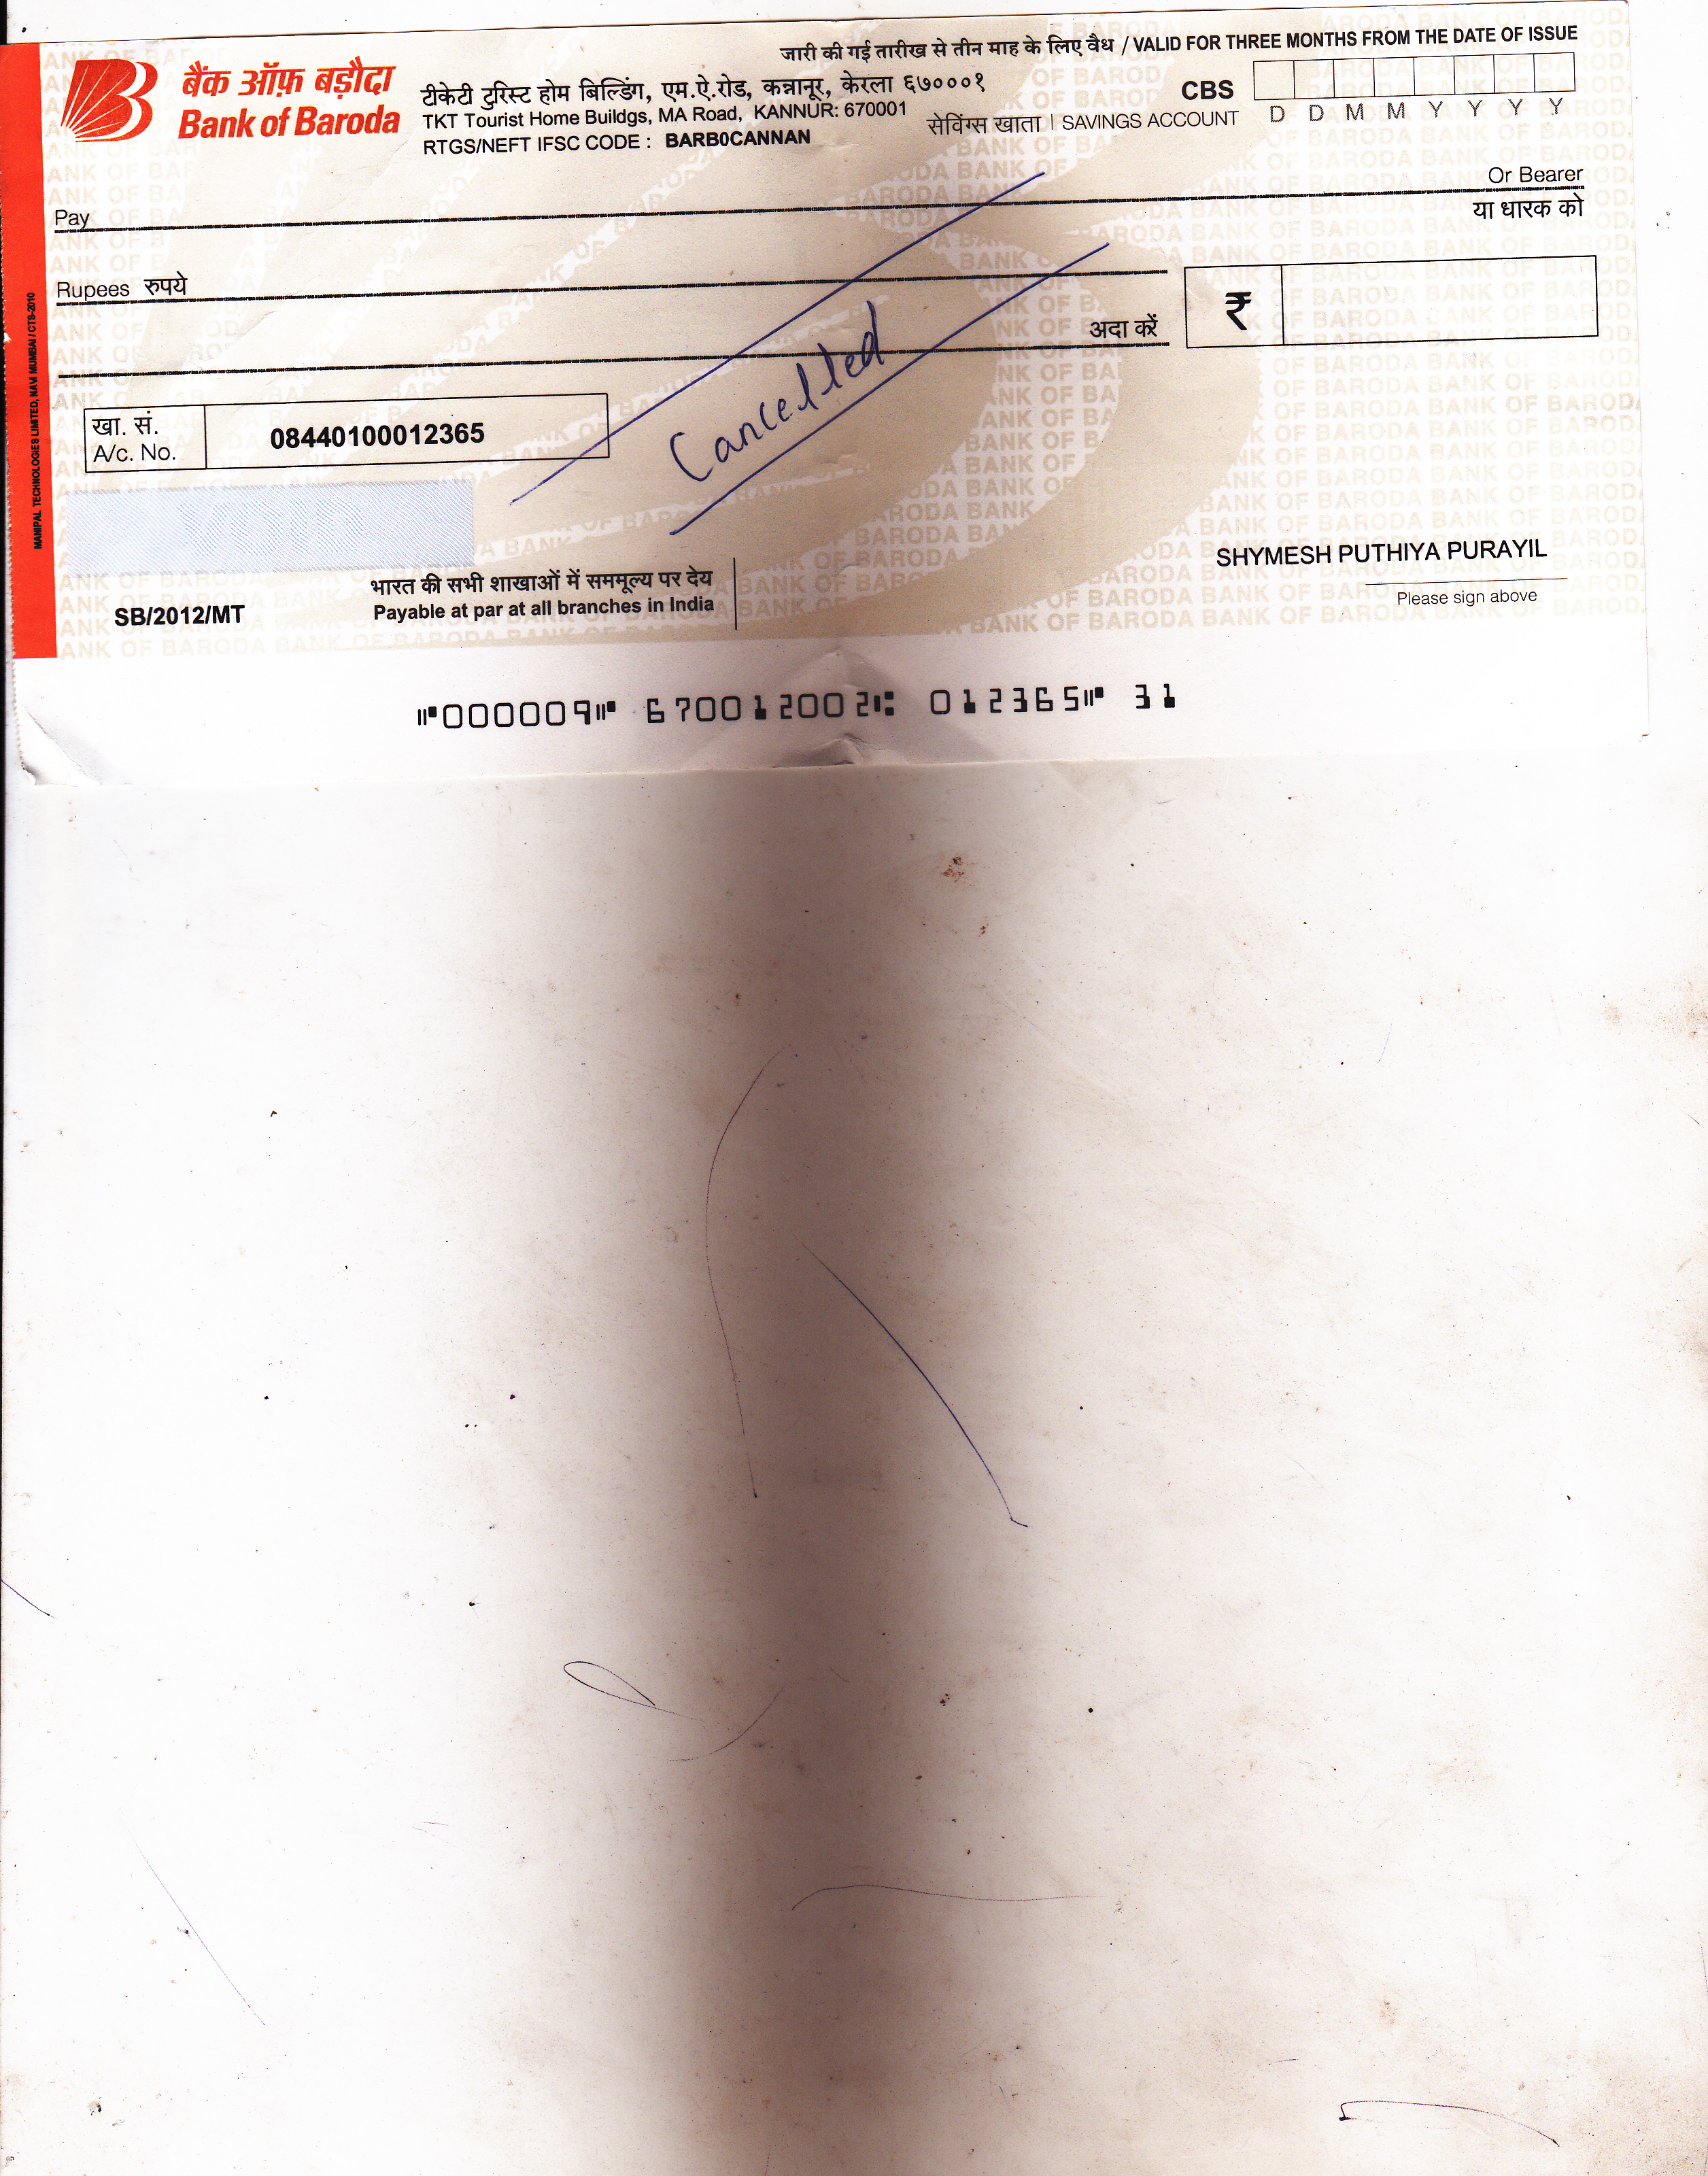 जारी की गई तारीख से तीन माह के लिए वैध / VALID FOR THREE MONTHS FROM THE DATE OF ISSUE
बैंक ऑफ़ बड़ौदा
Bank of Baroda
टीकेटी टुरिस्ट होम बिल्डिंग, एम.ऐ.रोड, कन्नानूर, केरला ६७०००१
TKT Tourist Home Buildgs, MA Road, KANNUR: 670001
RTGS/NEFT IFSC CODE : BARB0CANNAN
सेविंग्स खाता | SAVINGS ACCOUNT
CBS
D D M M Y Y Y Y
Pay
Or Bearer
या धारक को
Rupees रुपये
अदा करें
₹
Cancelled
खा. सं.
A/c. No.
08440100012365
VOID
MANIPAL TECHNOLOGIES LIMITED, NAVI MUMBAI / CTS-2010
SHYMESH PUTHIYA PURAYIL
Please sign above
SB/2012/MT
भारत की सभी शाखाओं में सममूल्य पर देय
Payable at par at all branches in India
⑈000009⑈ 670012002⑆ 012365⑈ 31